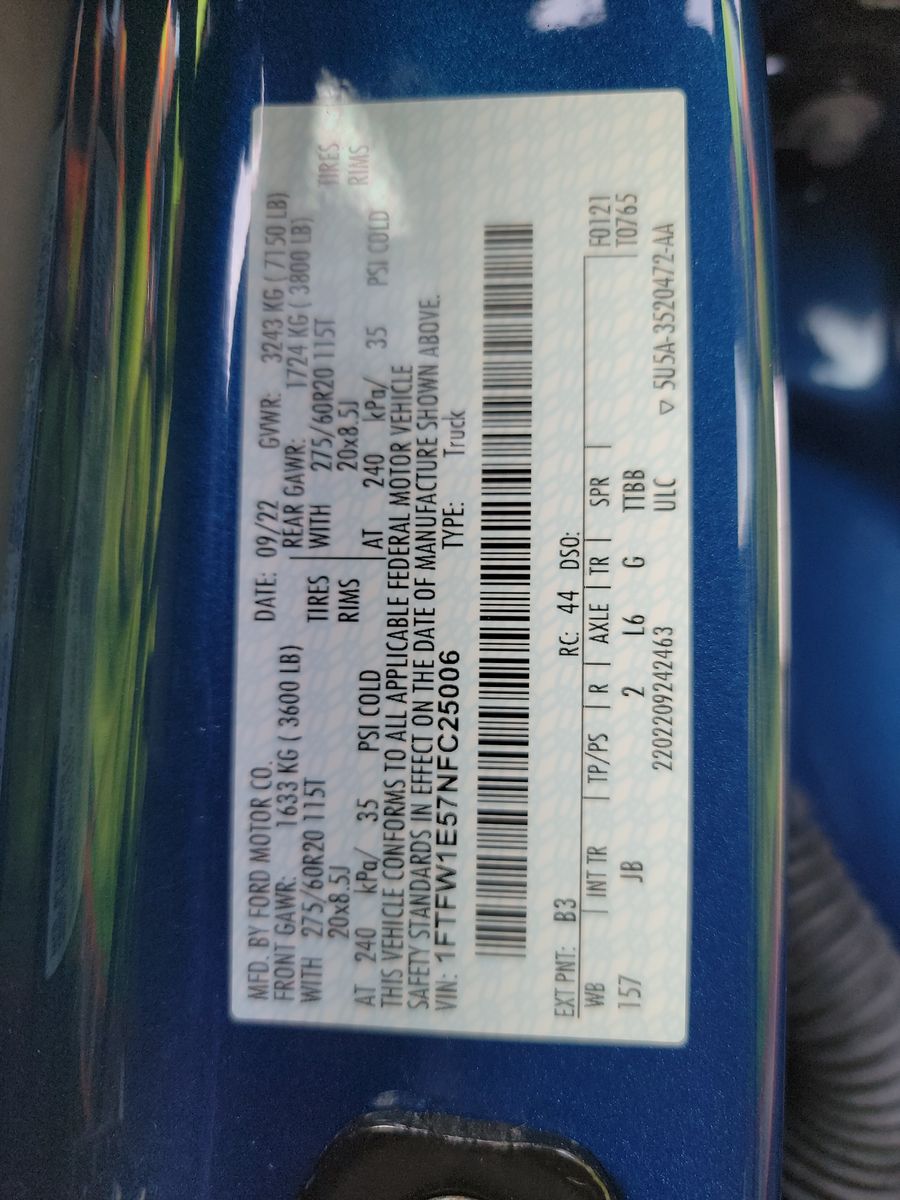 MFD. BY FORD MOTOR CO. DATE: 09/22 GVWR: 3243 KG ( 7150 LB)
FRONT GAWR: 1633 KG ( 3600 LB) REAR GAWR: 1724 KG ( 3800 LB)
WITH 275/60R20 115T TIRES WITH 275/60R20 115T TIRES
20x8.5J RIMS 20x8.5J RIMS
AT 240 kPa/ 35 PSI COLD AT 240 kPa/ 35 PSI COLD
THIS VEHICLE CONFORMS TO ALL APPLICABLE FEDERAL MOTOR VEHICLE
SAFETY STANDARDS IN EFFECT ON THE DATE OF MANUFACTURE SHOWN ABOVE.
VIN: 1FTFW1E57NFC25006 TYPE: Truck
EXT PNT: B3 RC: 44 DSO:
WB INT TR TP/PS R AXLE TR SPR F0121
157 JB 2 L6 G TTBB T0765
2202209242463 ULC ▽ 5U5A-3520472-AA